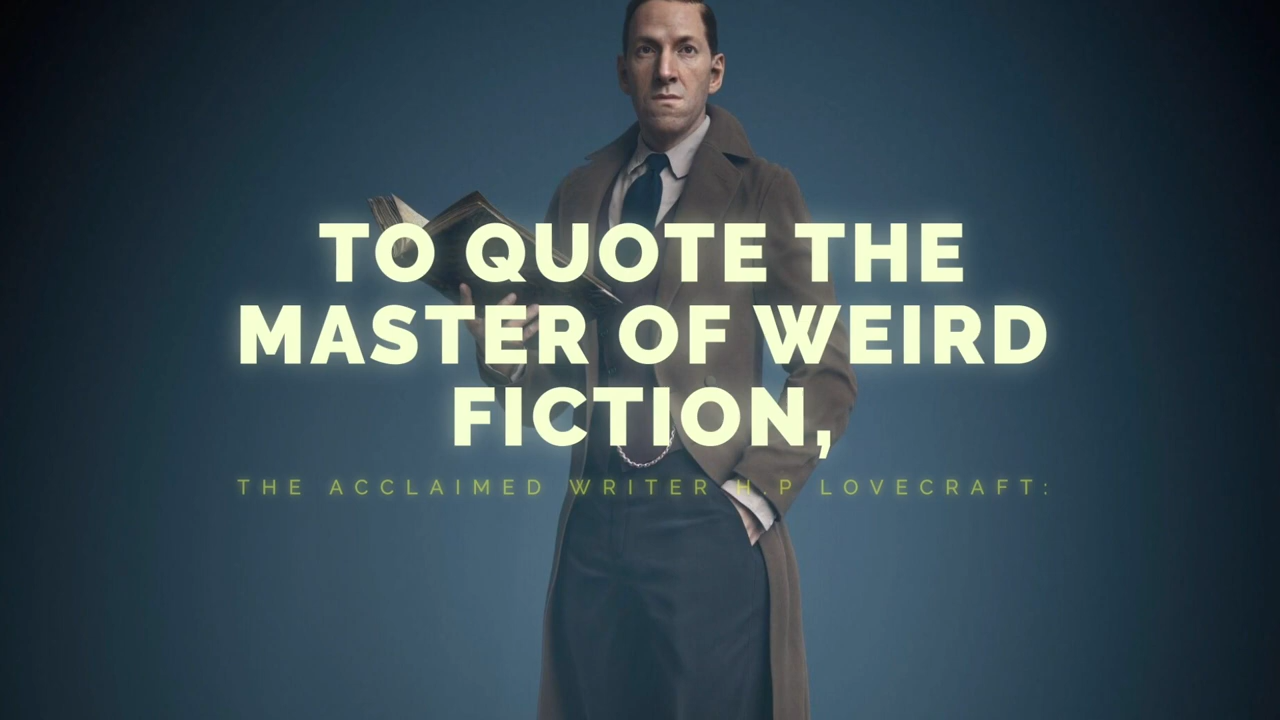 TO QUOTE THE
MASTER OF WEIRD
FICTION,
THE ACCLAIMED WRITER H.P LOVECRAFT: